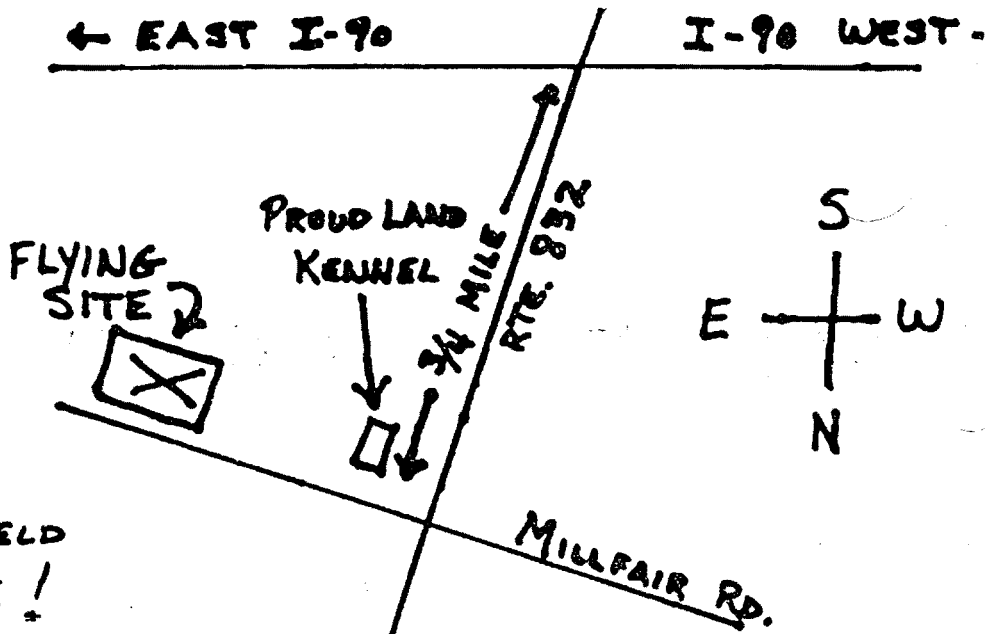 ← EAST I-90
I-90 WEST -
PROUD LAND
KENNEL
FLYING
SITE
3/4 MILE
RTE. 832
S
E W
N
MILLFAIR RD.